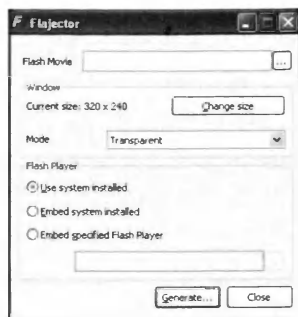 F Flajector
Flash Movie ...
Window
Current size: 320 x 240 Change size
Mode Transparent
Flash Player
Use system installed
Embed system installed
Embed specified Flash Player
Generate... Close